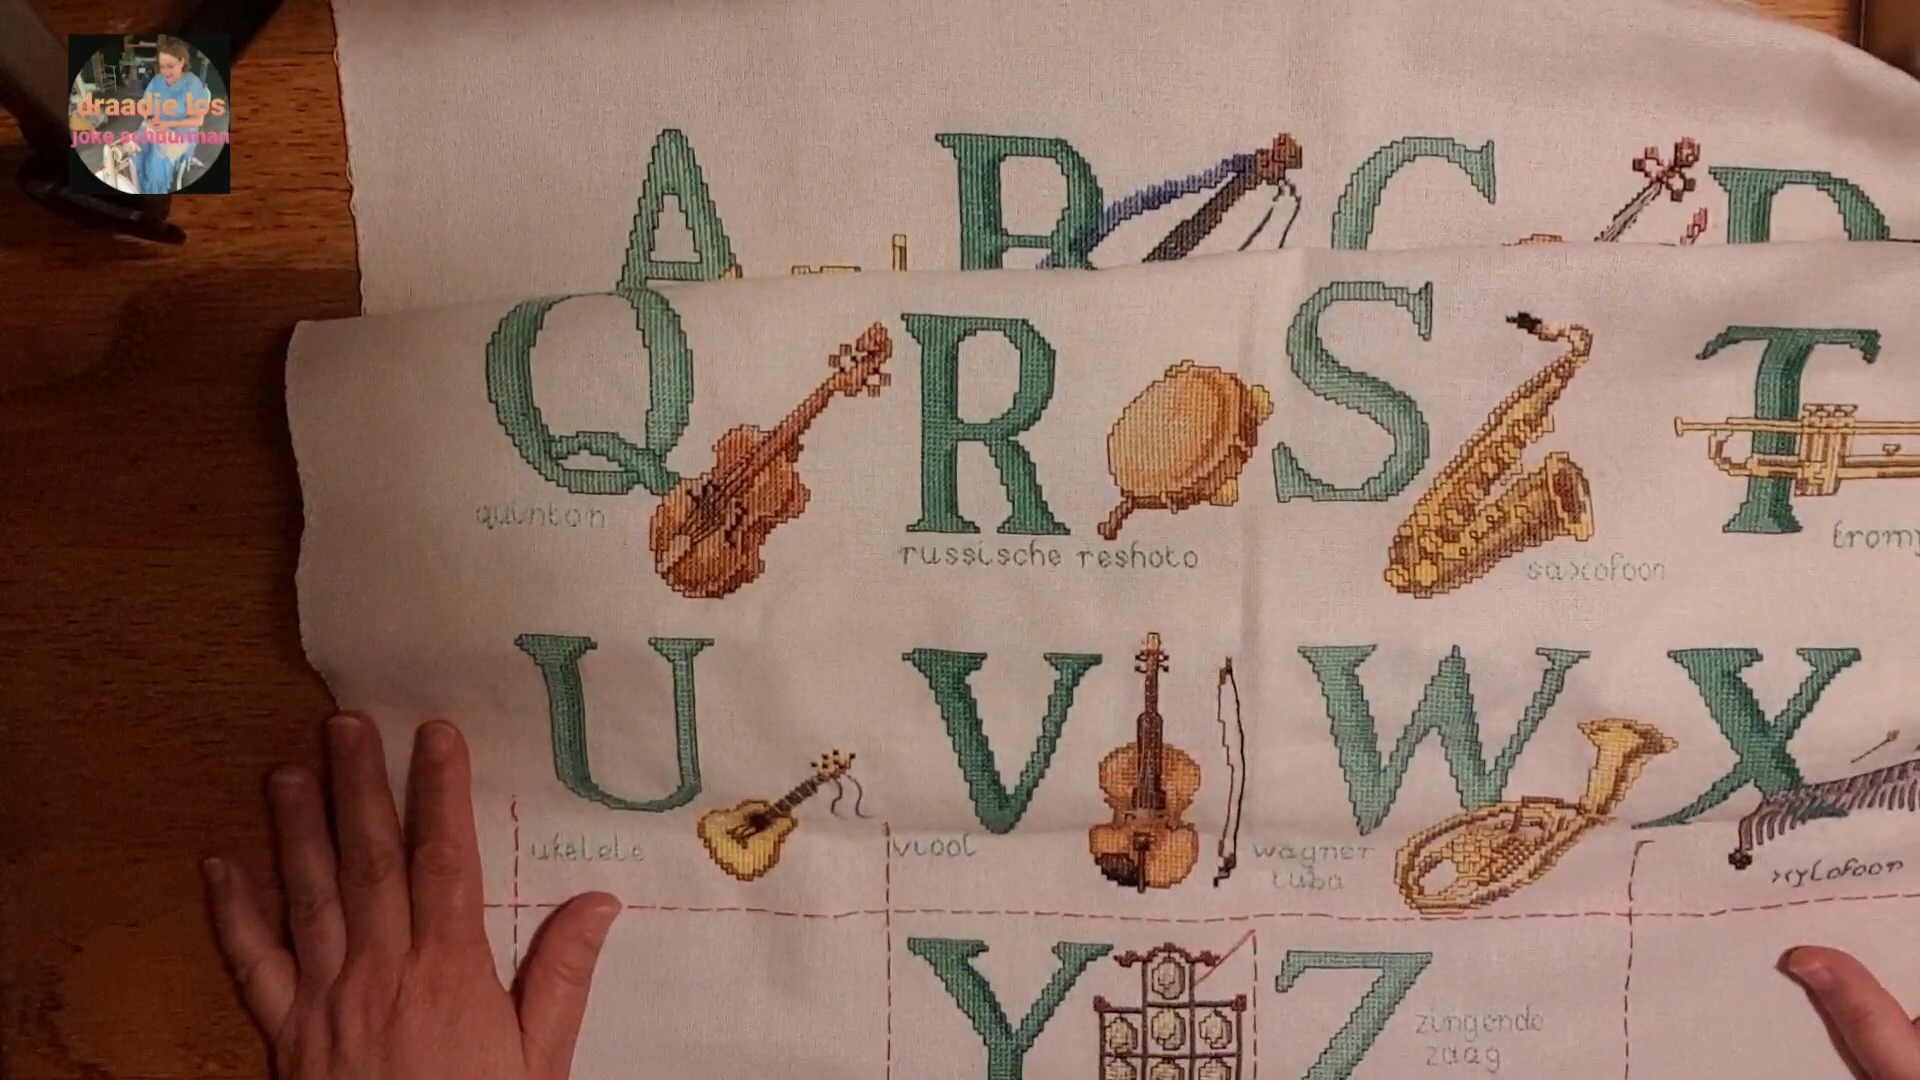 draadje los
joke schuurman
A B C D
Q R S T
quinton
russische reshoto
saxofoon
U V W X
ukelele
viool
wagner
tuba
xylofoon
Y Z
zingende
zaag